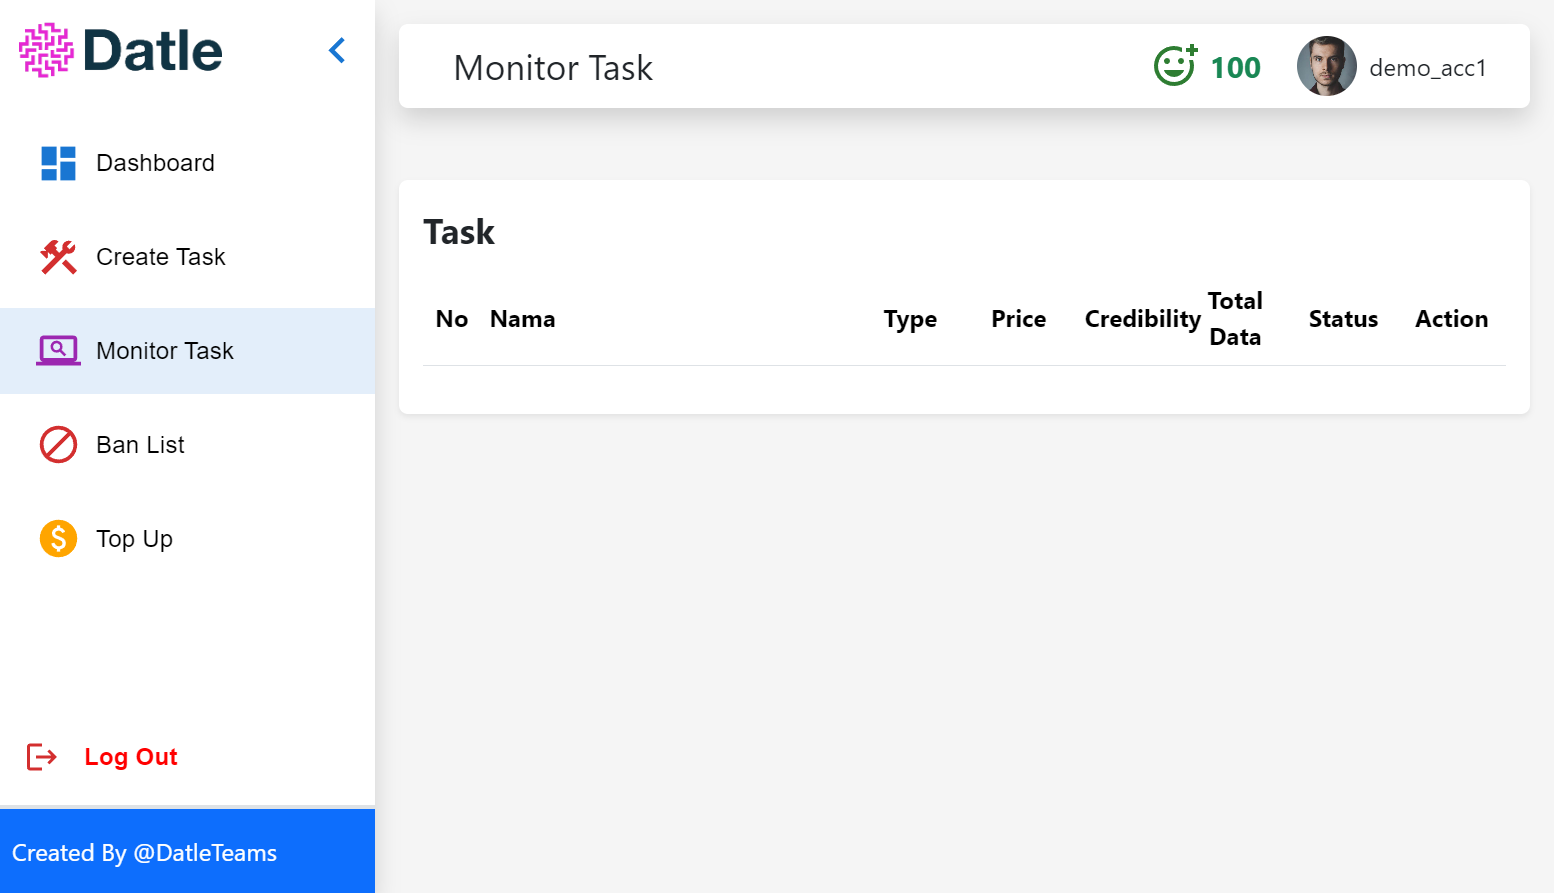 Datle
Monitor Task
100
demo_acc1
Dashboard
Create Task
Monitor Task
Ban List
Top Up
Log Out
Created By @DatleTeams
Task
No Nama Type Price Credibility Total Data Status Action